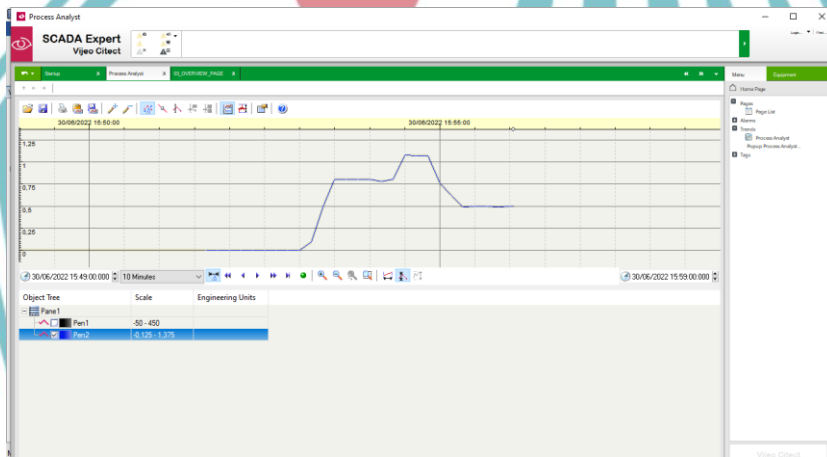 Process Analyst
SCADA Expert
Vijeo Citect
Startup X Process Analyst X IO_OVERVIEW_PAGE X
Menu Equipment
Home Page
Pages
Page List
Alarms
Trends
Process Analyst
Popup Process Analyst...
Tags
30/06/2022 15:50:00 30/06/2022 15:55:00
1,25
1
0,75
0,5
0,25
0
30/06/2022 15:49:00:000 10 Minutes 30/06/2022 15:59:00:000
Object Tree Scale Engineering Units
Pane1
Pen1 -50 - 450
Pen2 -0,125 - 1,375
Vijeo Citect